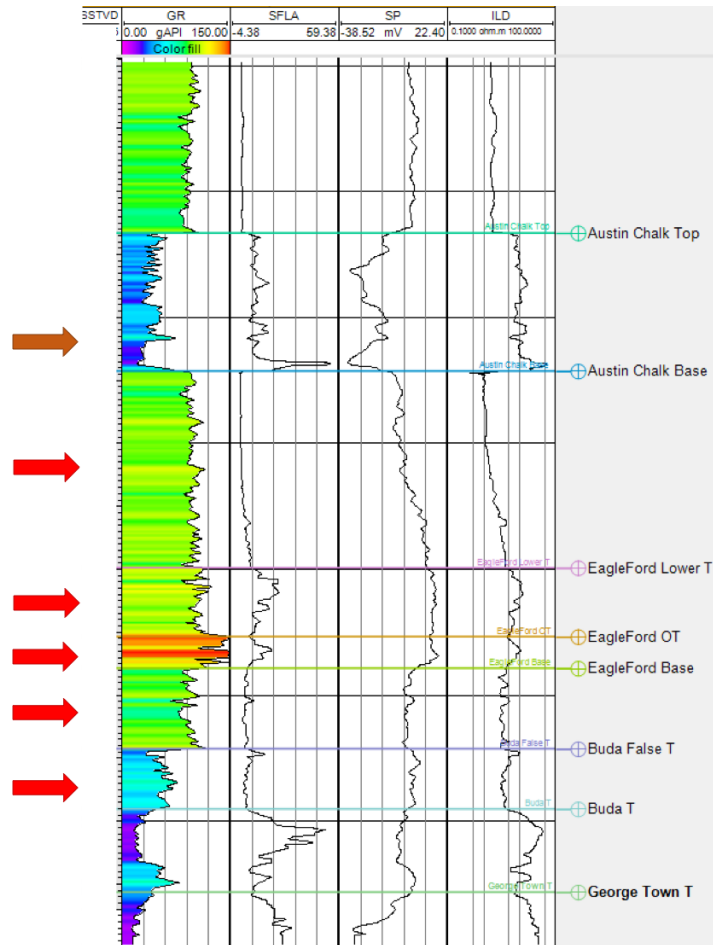 SSTVD GR SFLA SP ILD
0.00 gAPI 150.00 -4.38 59.38 -38.52 mV 22.40 0.1000 ohm.m 100.0000
Color fill
Austin Chalk Top Austin Chalk Top
Austin Chalk Base Austin Chalk Base
EagleFord Lower T EagleFord Lower T
EagleFord OT EagleFord OT
EagleFord Base EagleFord Base
Buda False T Buda False T
Buda T Buda T
George Town T George Town T